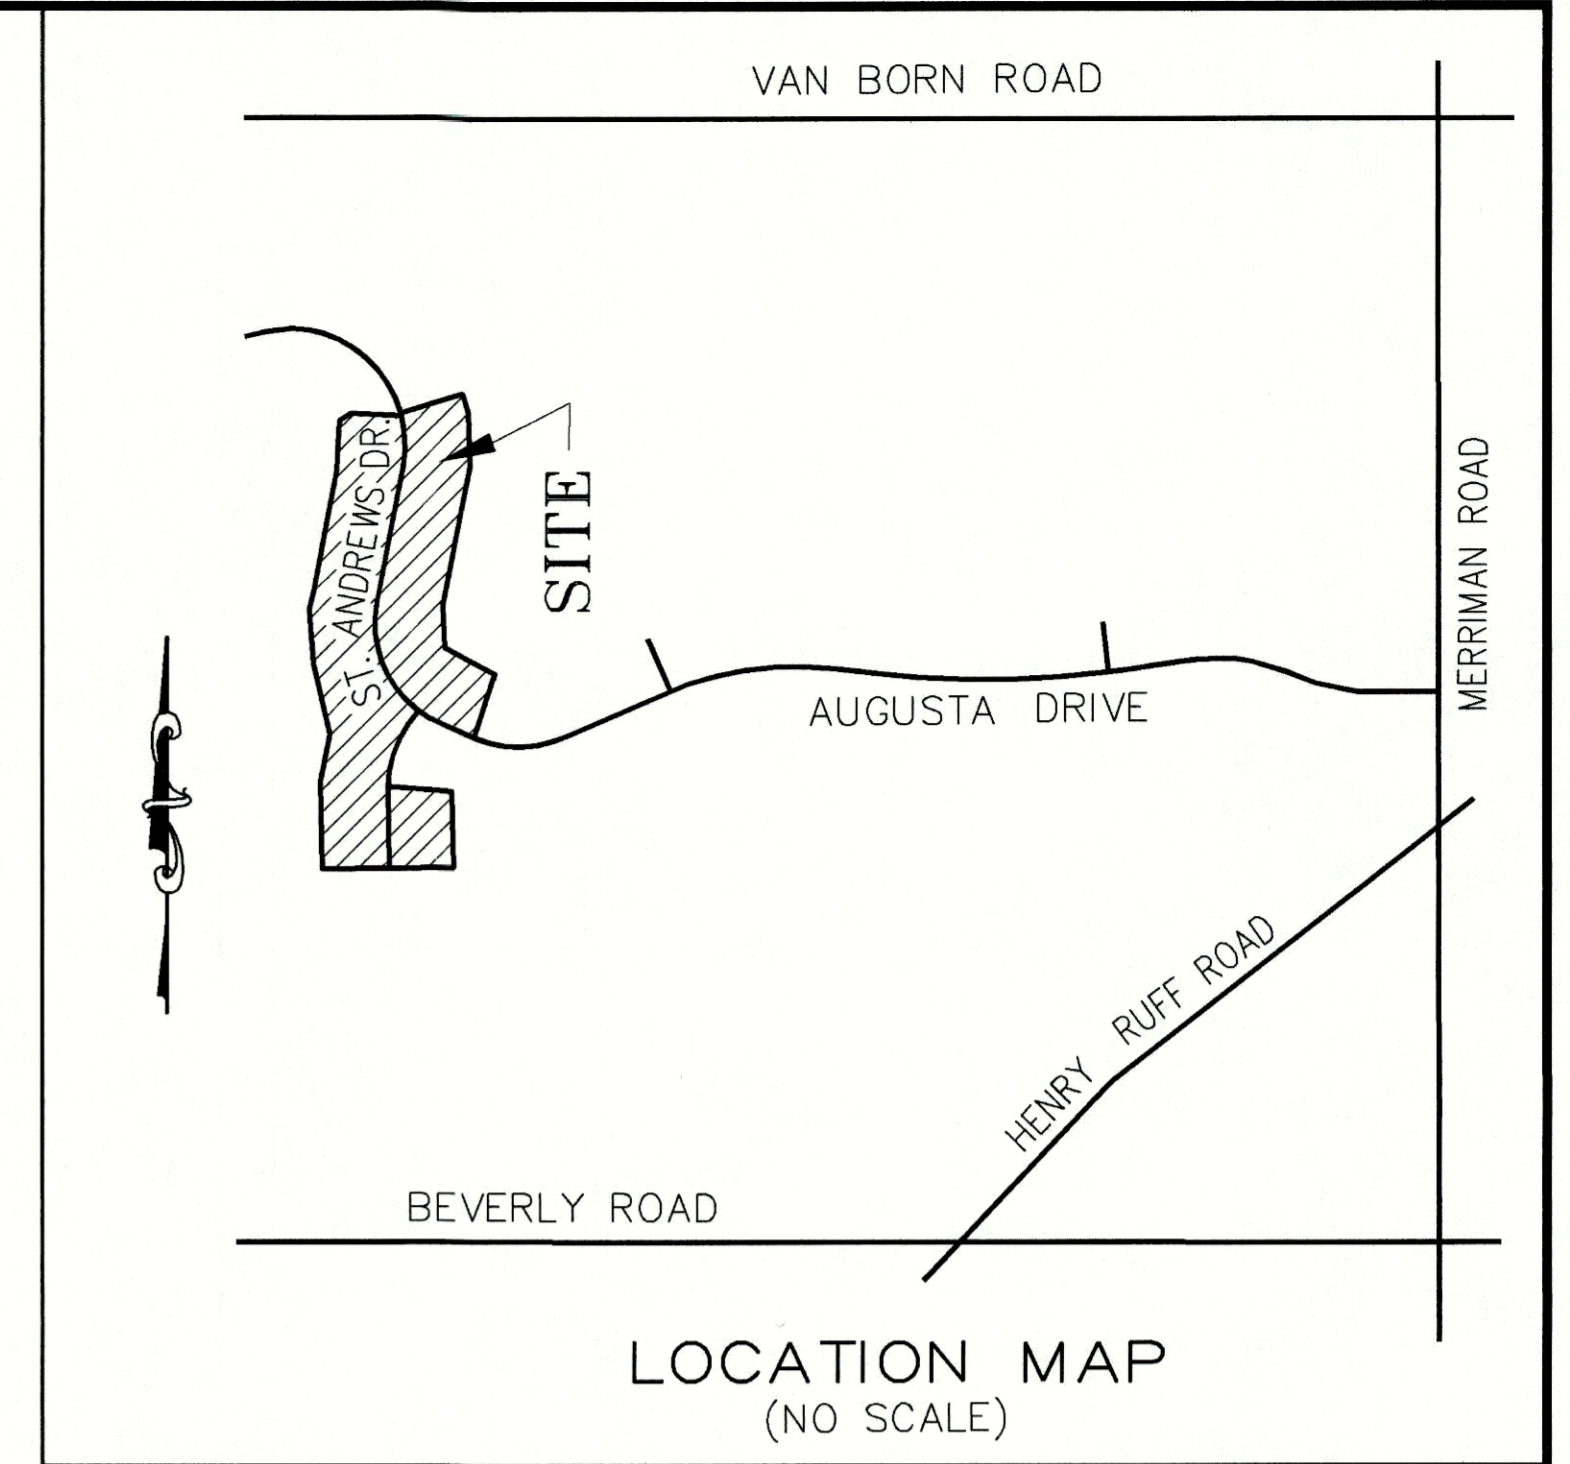 VAN BORN ROAD
ST. ANDREWS DR.
SITE
MERRIMAN ROAD
AUGUSTA DRIVE
HENRY RUFF ROAD
BEVERLY ROAD
LOCATION MAP
(NO SCALE)